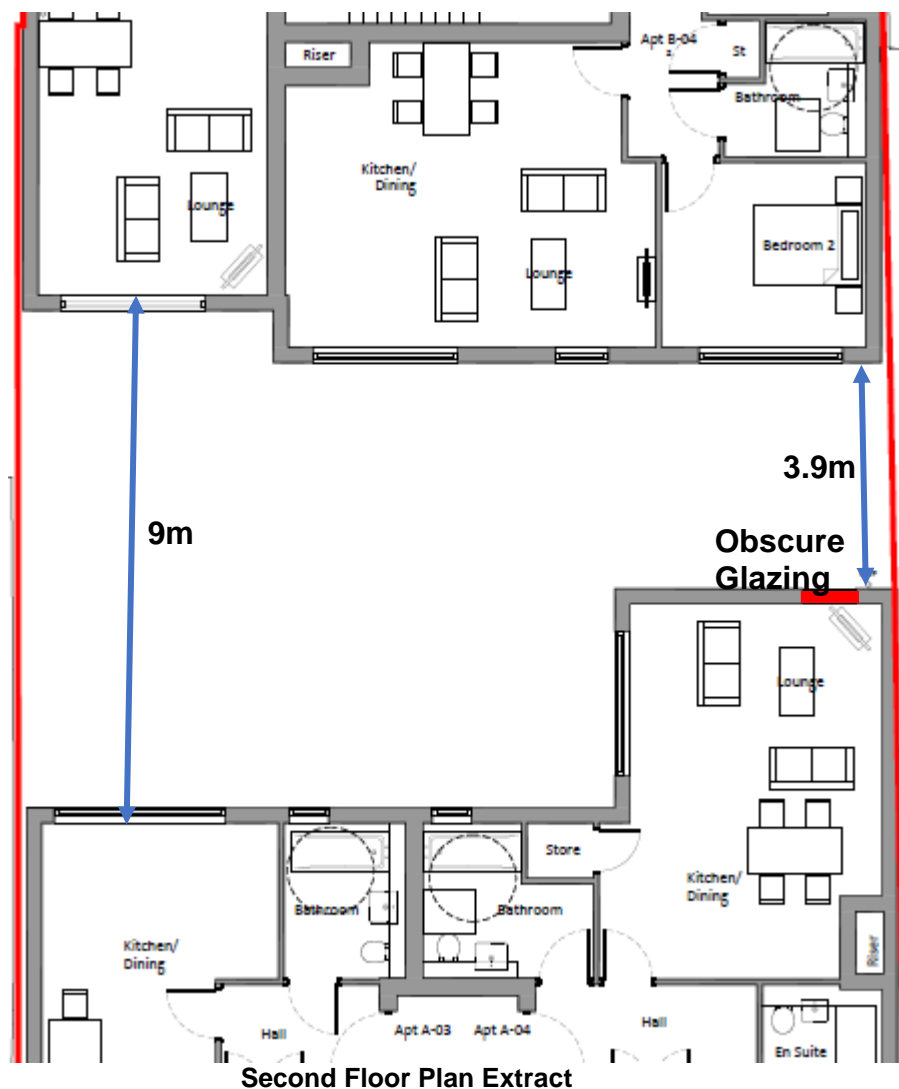 Riser
Apt B-04
St
Bathroom
Kitchen/
Dining
Lounge
Lounge
Bedroom 2
3.9m
9m
Obscure
Glazing
Lounge
Store
Kitchen/
Dining
Bathroom
Bathroom
Kitchen/
Dining
Riser
Hall
Apt A-03
Apt A-04
Hall
En Suite
Second Floor Plan Extract